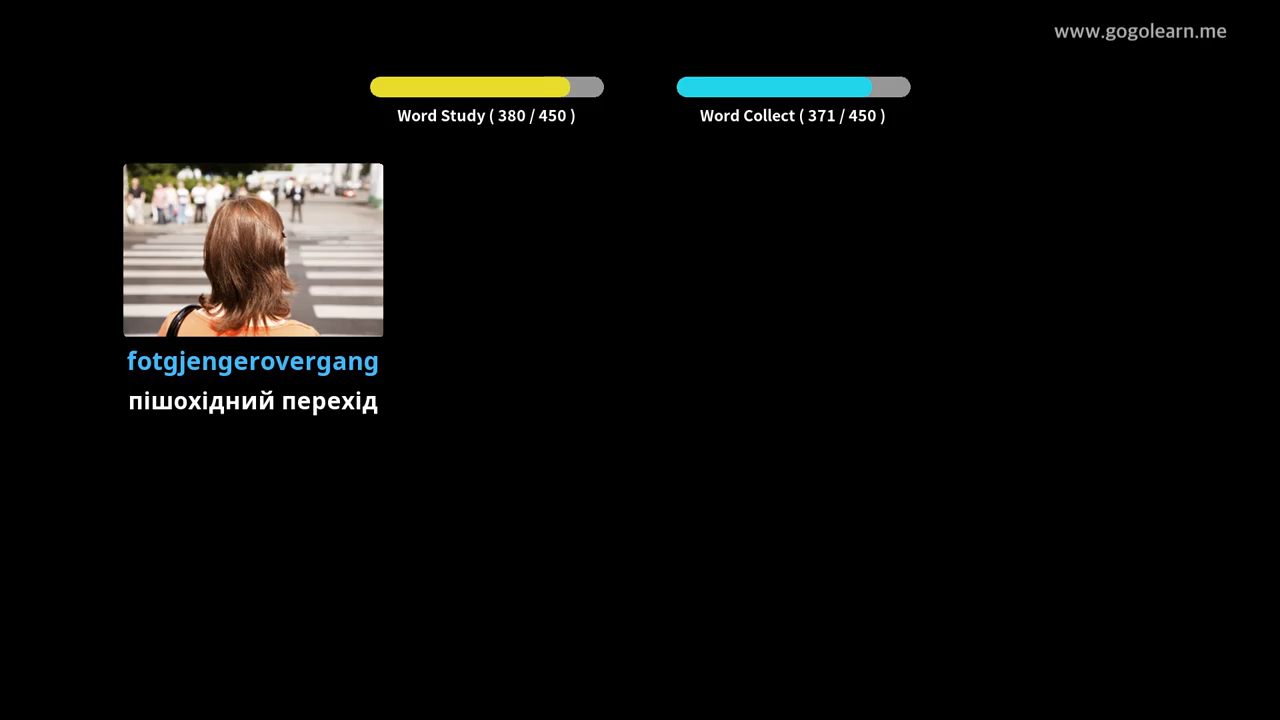 www.gogolearn.me
Word Study ( 380 / 450 )
Word Collect ( 371 / 450 )
fotgjengerovergang
пішохідний перехід